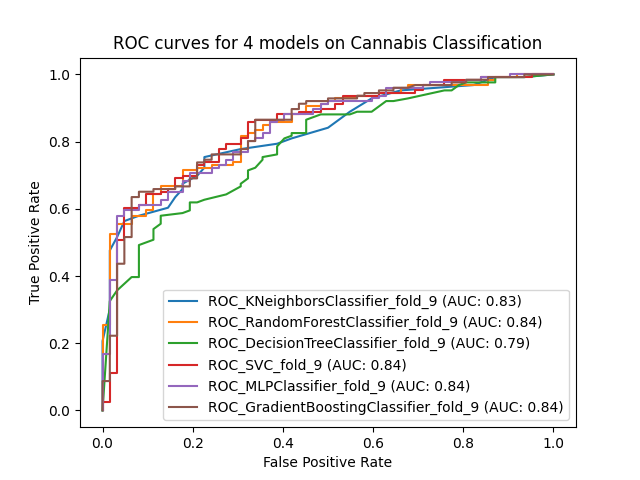 ROC curves for 4 models on Cannabis Classification
1.0
0.8
0.6
0.4
0.2
0.0
True Positive Rate
ROC_KNeighborsClassifier_fold_9 (AUC: 0.83)
ROC_RandomForestClassifier_fold_9 (AUC: 0.84)
ROC_DecisionTreeClassifier_fold_9 (AUC: 0.79)
ROC_SVC_fold_9 (AUC: 0.84)
ROC_MLPClassifier_fold_9 (AUC: 0.84)
ROC_GradientBoostingClassifier_fold_9 (AUC: 0.84)
0.0 0.2 0.4 0.6 0.8 1.0
False Positive Rate